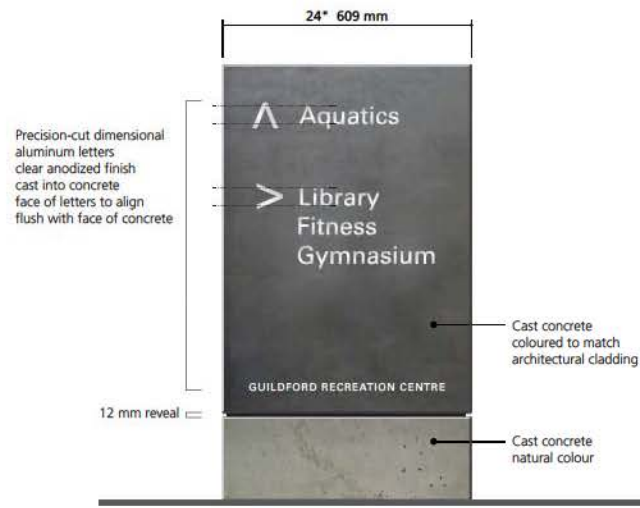 24" 609 mm
Aquatics
Precision-cut dimensional
aluminum letters
clear anodized finish
cast into concrete
face of letters to align
flush with face of concrete
Library
Fitness
Gymnasium
Cast concrete
coloured to match
architectural cladding
GUILDFORD RECREATION CENTRE
12 mm reveal
Cast concrete
natural colour